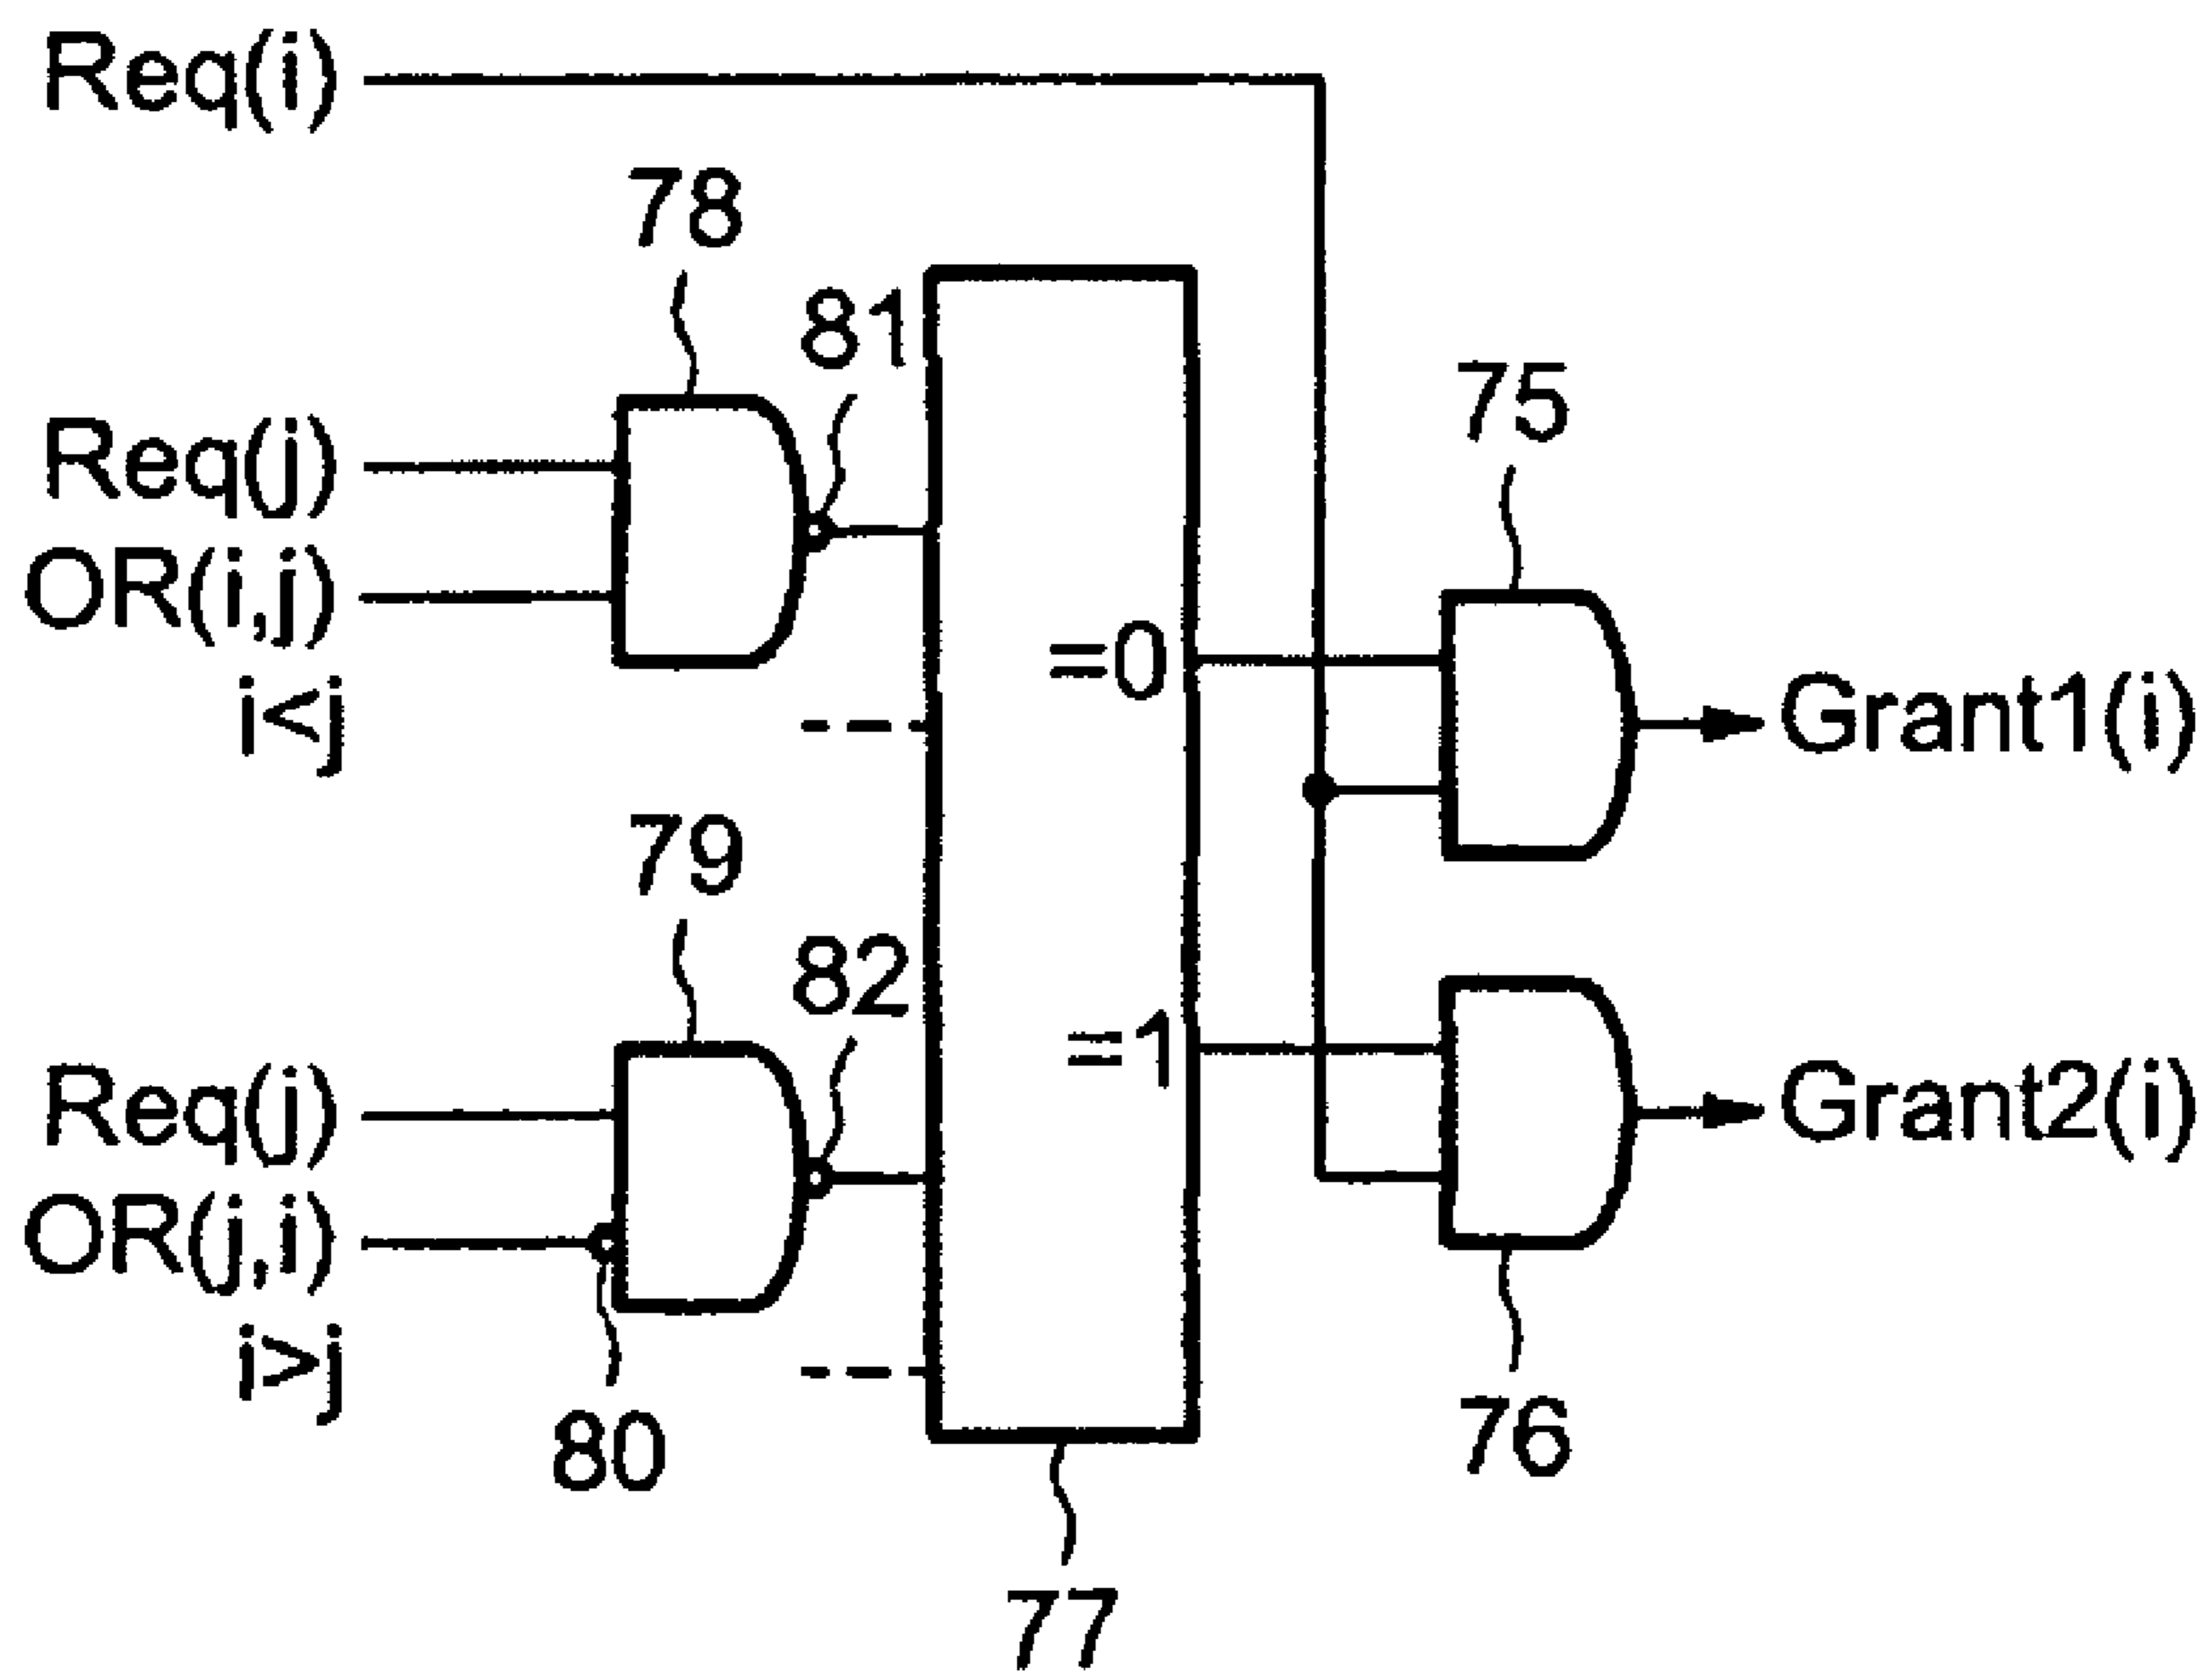 Req(i)
78
81
Req(j)
OR(i,j)
i<j
=0
75
Grant1(i)
79
82
Req(j)
OR(j,i)
i>j
=1
Grant2(i)
80
76
77